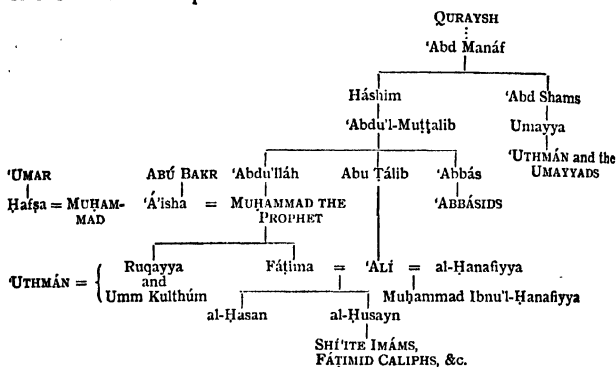 QURAYSH
‘Abd Manáf
Háshim ‘Abd Shams
‘Abdu'l-Muṭṭalib Umayya
‘UMAR ABÚ BAKR ‘Abdu'lláh Abu Ṭálib ‘Abbás ‘UTHMÁN and the
UMAYYADS
Ḥafṣa = MUḤAM- ‘Á'isha = MUḤAMMAD THE ‘ABBÁSIDS
MAD PROPHET
Ruqayya Fáṭima = ‘ALÍ = al-Ḥanafiyya
‘UTHMÁN = { and
Umm Kulthúm Muḥammad Ibnu'l-Ḥanafiyya
al-Ḥasan al-Ḥusayn
SHÍ‘ITE IMÁMS,
FÁṬIMID CALIPHS, &c.